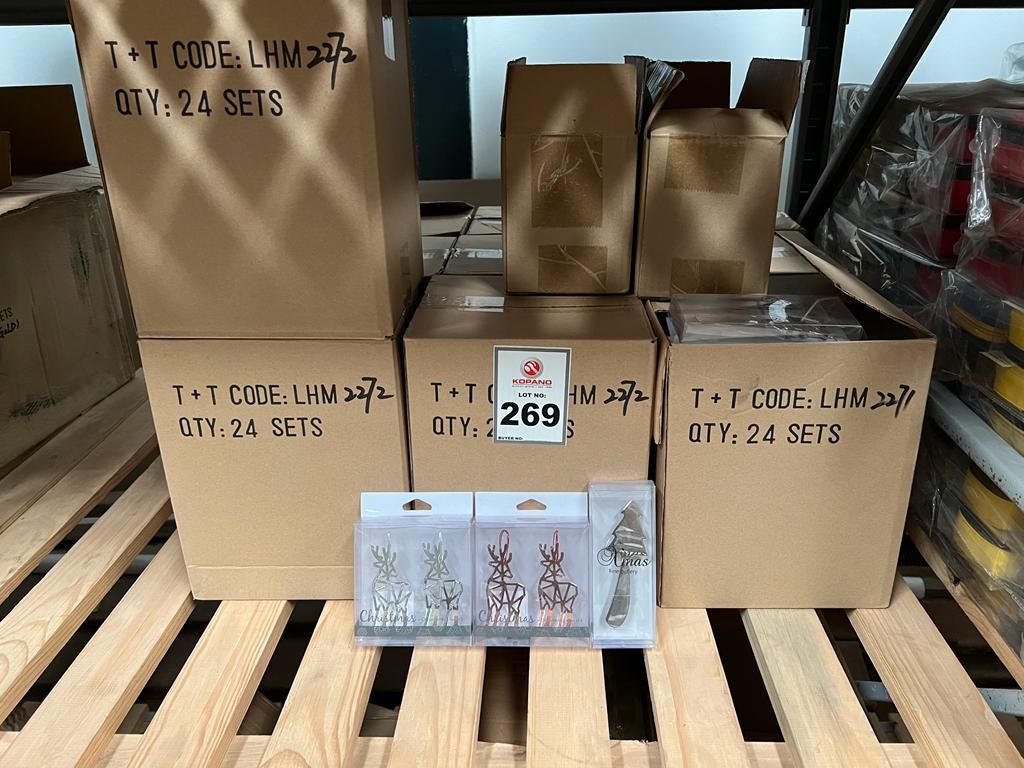 T + T CODE: LHM 2272
QTY: 24 SETS
T + T CODE: LHM 2272
QTY: 24 SETS
T + T C HM 2272
QTY: 2 S
KOPANO
LOT NO:
269
BUYER NO:
T + T CODE: LHM 2271
QTY: 24 SETS
Christmas
Christmas
Xmas